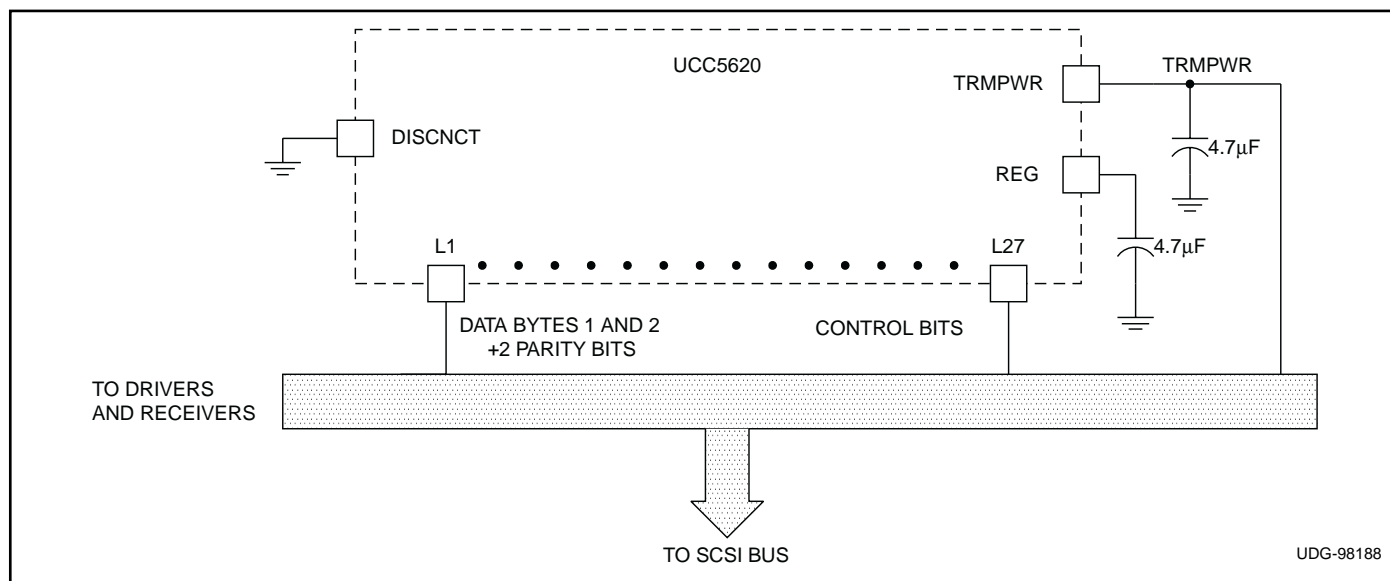 UCC5620
TRMPWR
TRMPWR
DISCNCT
4.7µF
REG
L1
L27
4.7µF
DATA BYTES 1 AND 2
+2 PARITY BITS
CONTROL BITS
TO DRIVERS
AND RECEIVERS
TO SCSI BUS
UDG-98188